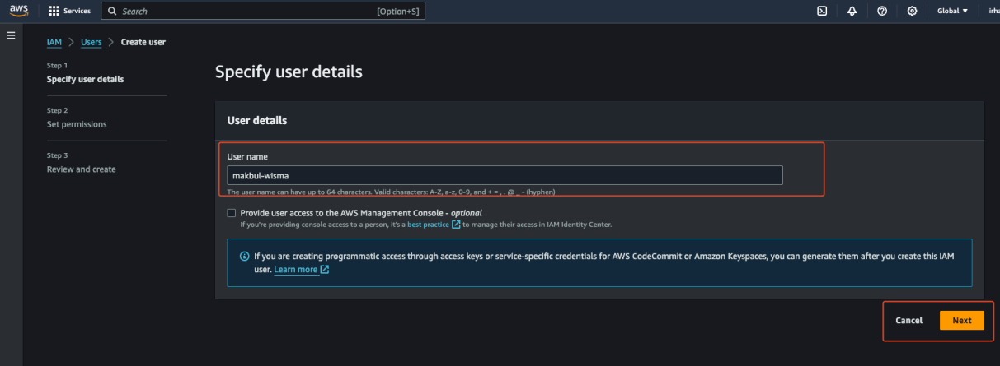 aws
Services
Search
[Option+S]
Global
irha
IAM > Users > Create user
Step 1
Specify user details
Step 2
Set permissions
Step 3
Review and create
Specify user details
User details
User name
makbul-wisma
The user name can have up to 64 characters. Valid characters: A-Z, a-z, 0-9, and + = , . @ _ - (hyphen)
Provide user access to the AWS Management Console - optional
If you're providing console access to a person, it's a best practice to manage their access in IAM Identity Center.
If you are creating programmatic access through access keys or service-specific credentials for AWS CodeCommit or Amazon Keyspaces, you can generate them after you create this IAM
user. Learn more
Cancel
Next